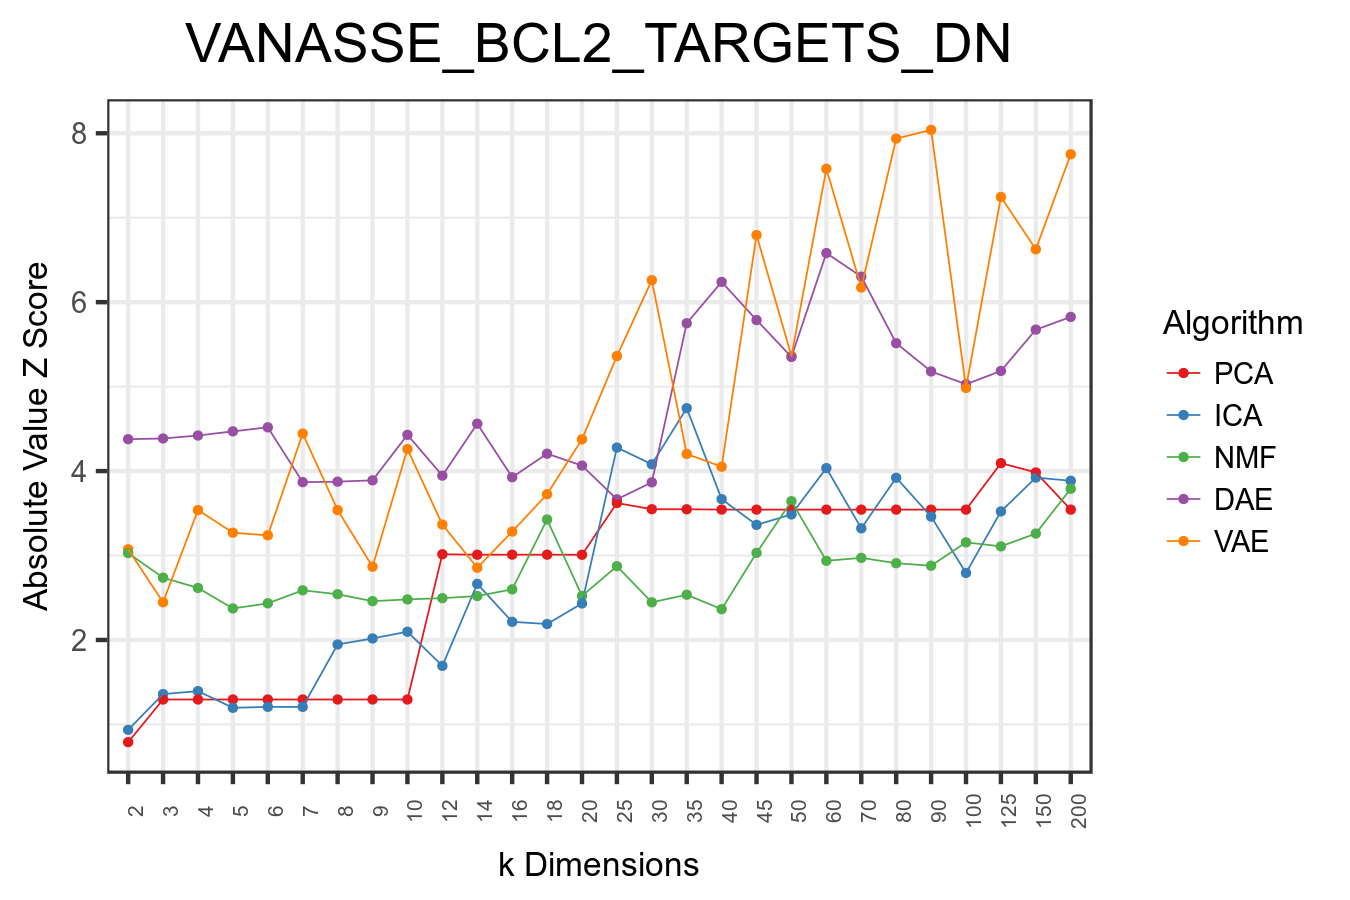 VANASSE_BCL2_TARGETS_DN
Absolute Value Z Score
8
6
4
2
2 3 4 5 6 7 8 9 10 12 14 16 18 20 25 30 35 40 45 50 60 70 80 90 100 125 150 200
k Dimensions
Algorithm
PCA
ICA
NMF
DAE
VAE